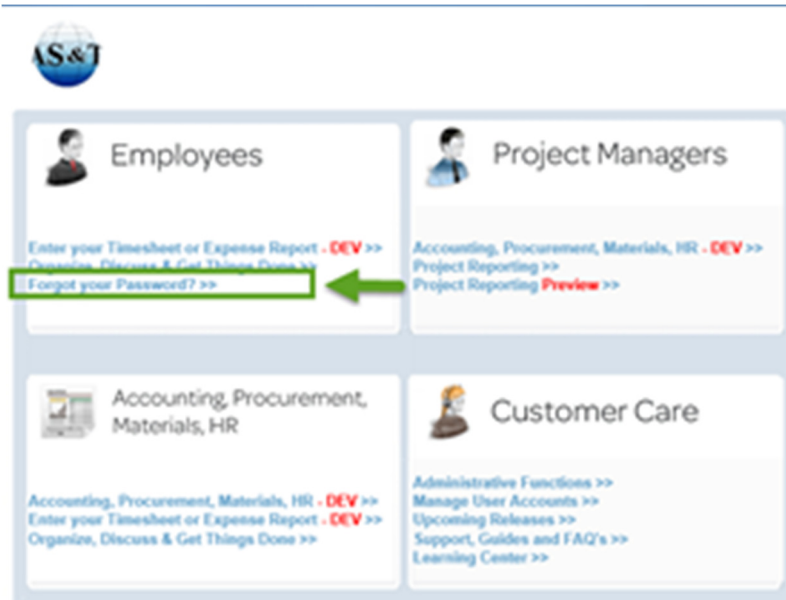 AS&T
Employees
Enter your Timesheet or Expense Report - DEV >>
Organize, Discuss & Get Things Done >>
Forgot your Password? >>
Project Managers
Accounting, Procurement, Materials, HR - DEV >>
Project Reporting >>
Project Reporting Preview >>
Accounting, Procurement,
Materials, HR
Accounting, Procurement, Materials, HR - DEV >>
Enter your Timesheet or Expense Report - DEV >>
Organize, Discuss & Get Things Done >>
Customer Care
Administrative Functions >>
Manage User Accounts >>
Upcoming Releases >>
Support, Guides and FAQ's >>
Learning Center >>